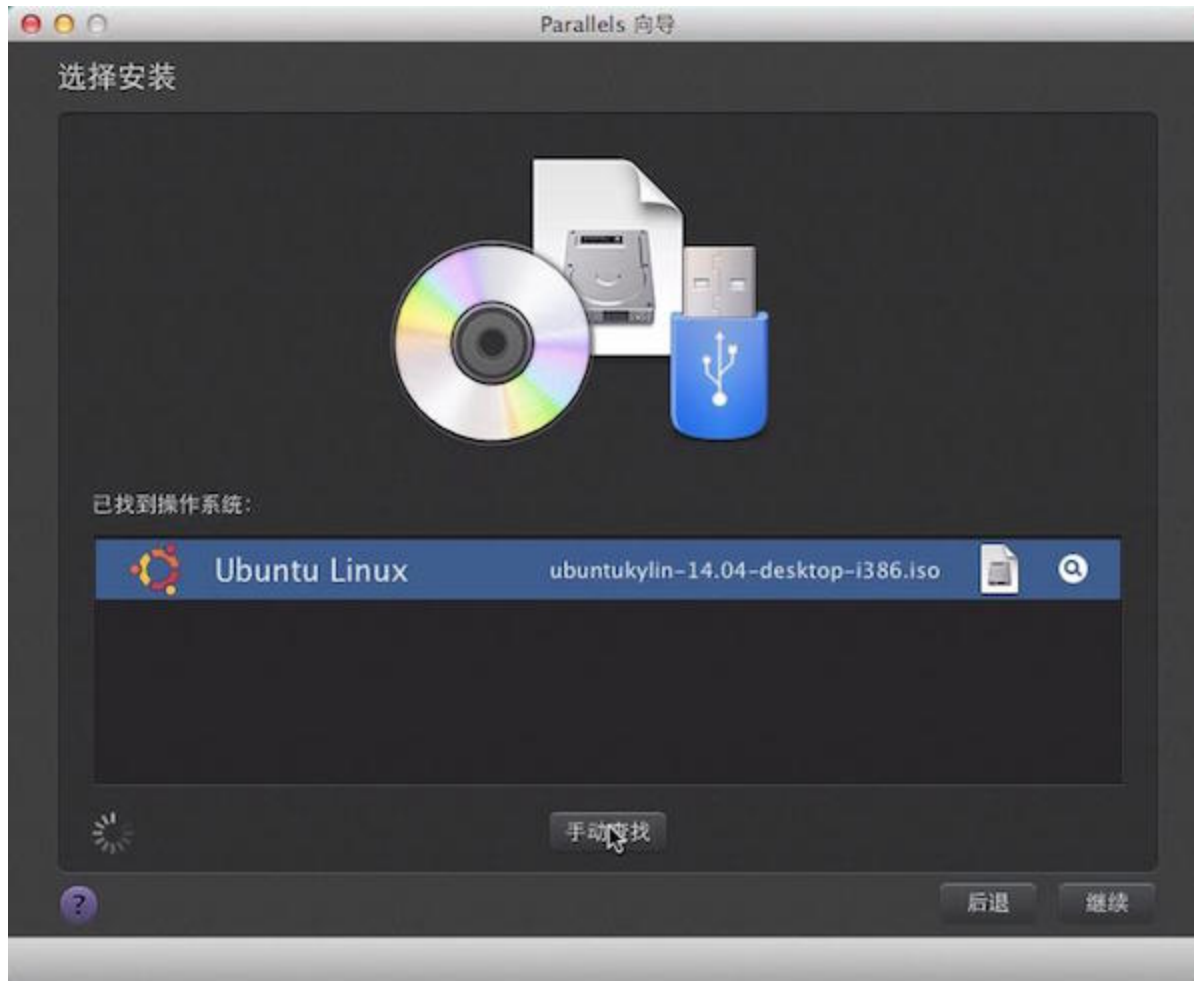 Parallels 向导
选择安装
已找到操作系统:
Ubuntu Linux ubuntukylin-14.04-desktop-i386.iso
手动查找
? 后退 继续